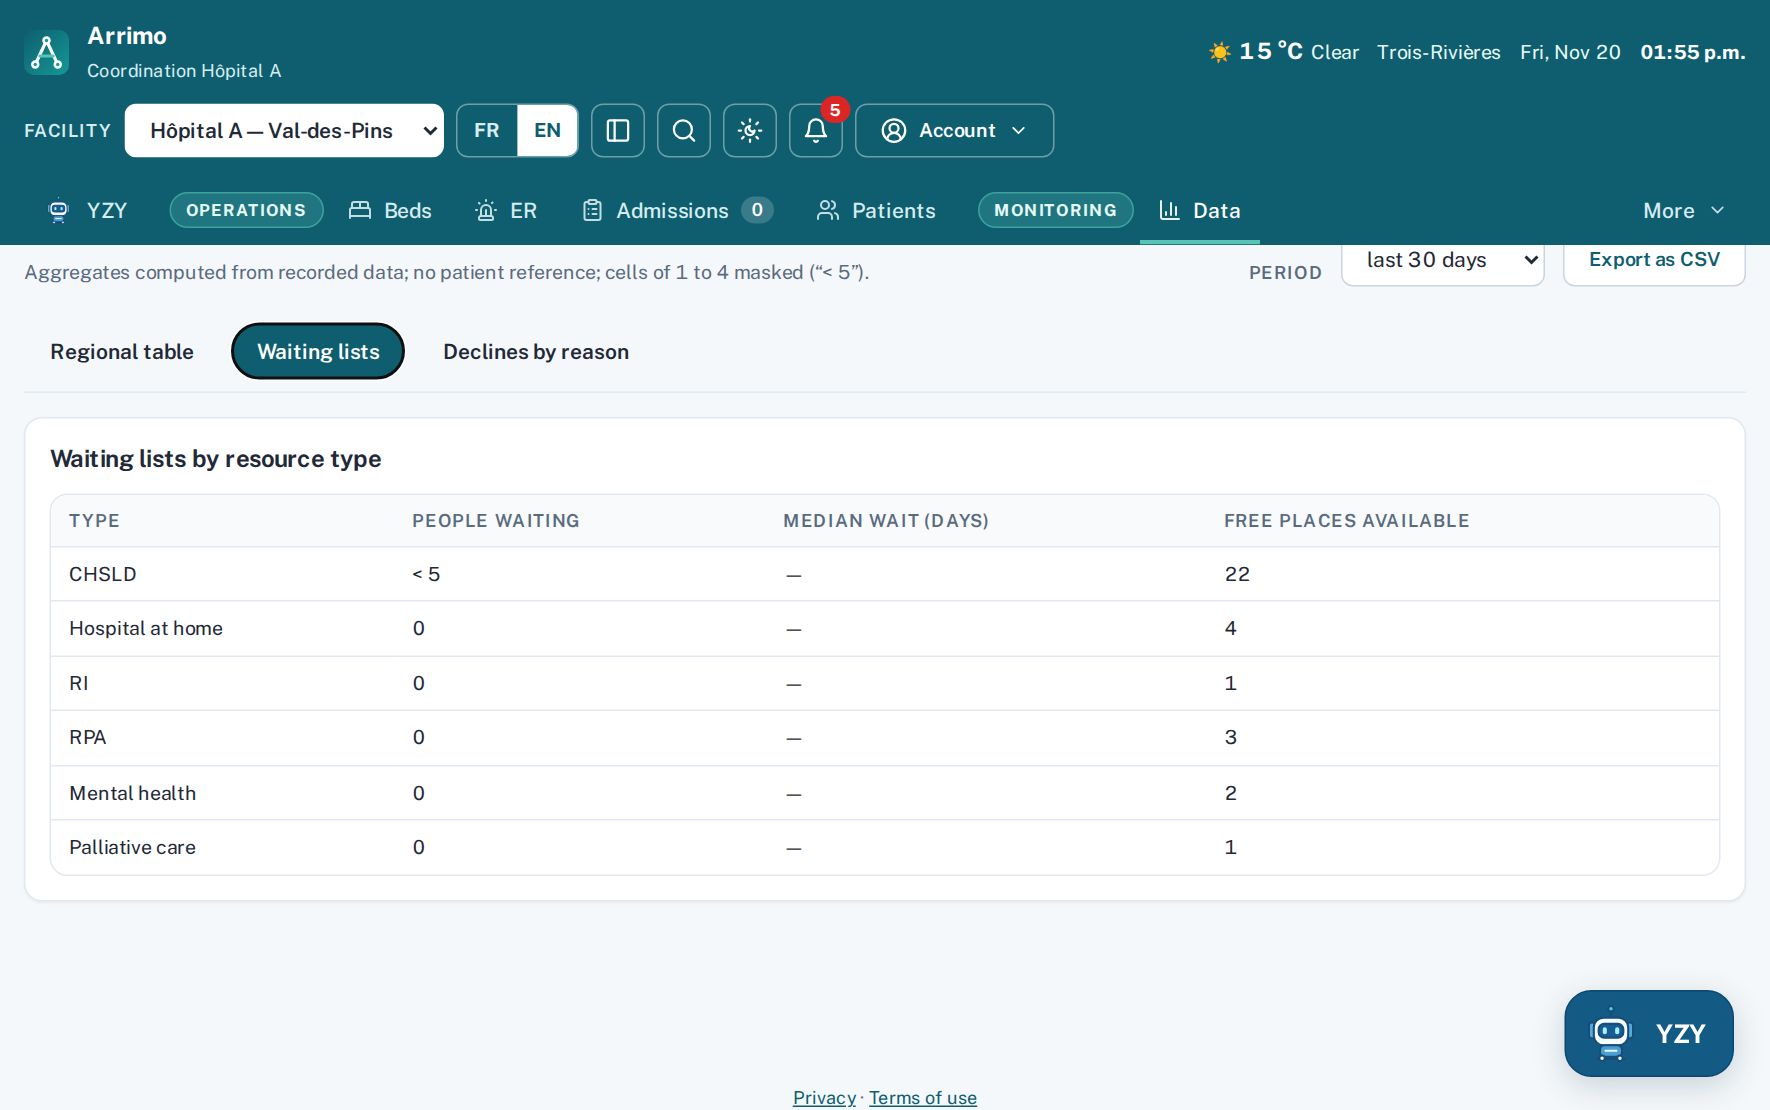 Arrimo
Coordination Hôpital A
☀️ 15 °C Clear Trois-Rivières Fri, Nov 20 01:55 p.m.
FACILITY Hôpital A — Val-des-Pins FR EN 5 Account
YZY OPERATIONS Beds ER Admissions 0 Patients MONITORING Data More
Aggregates computed from recorded data; no patient reference; cells of 1 to 4 masked (“< 5”). PERIOD last 30 days Export as CSV
Regional table Waiting lists Declines by reason
Waiting lists by resource type
TYPE PEOPLE WAITING MEDIAN WAIT (DAYS) FREE PLACES AVAILABLE
CHSLD < 5 — 22
Hospital at home 0 — 4
RI 0 — 1
RPA 0 — 3
Mental health 0 — 2
Palliative care 0 — 1
YZY
Privacy · Terms of use